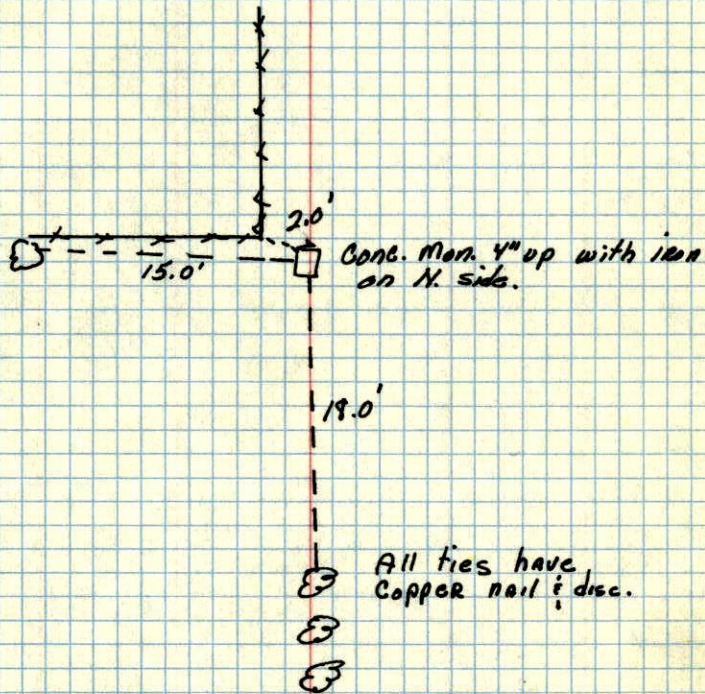 2.0'
Conc. Mon. 4" up with iron
on N. side.
15.0'
18.0'
All ties have
Copper nail & disc.